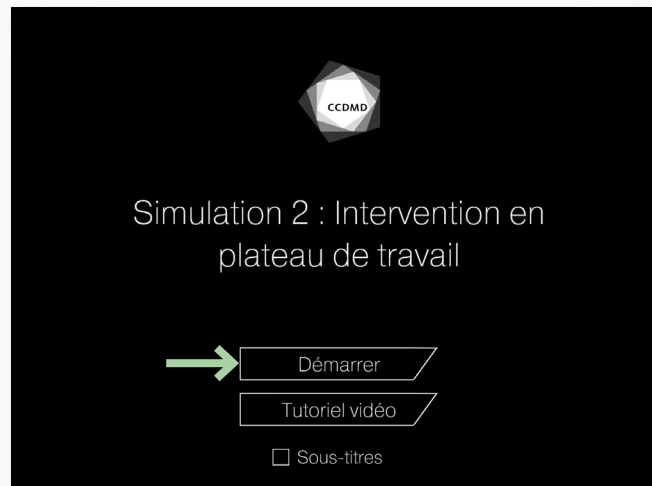 CCDMD
Simulation 2 : Intervention en
plateau de travail
Démarrer
Tutoriel vidéo
Sous-titres